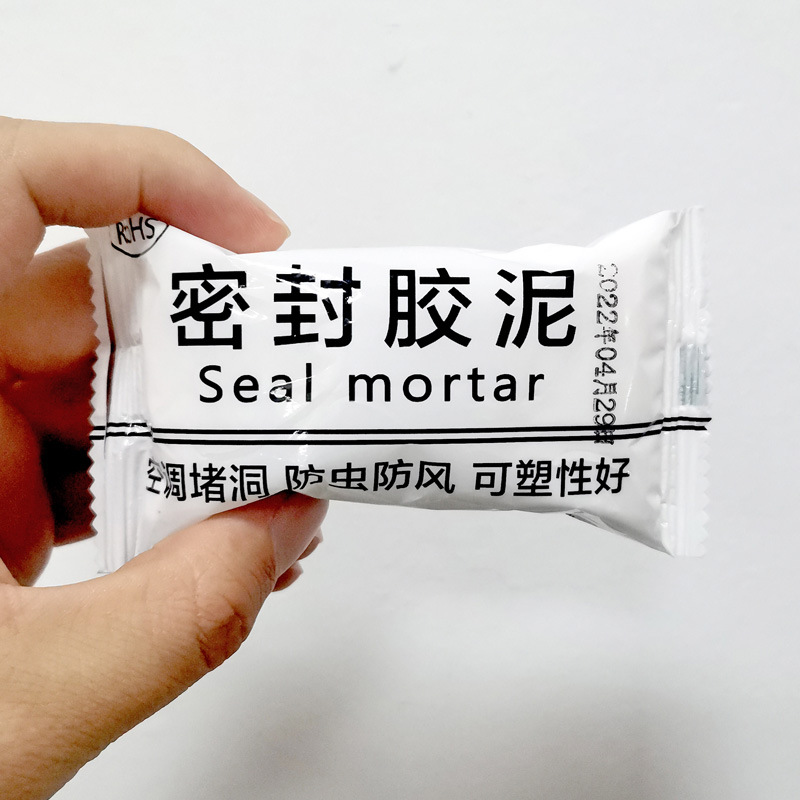 RoHS
密封胶泥
Seal mortar
空调堵洞 防虫防风 可塑性好
2022年04月29日